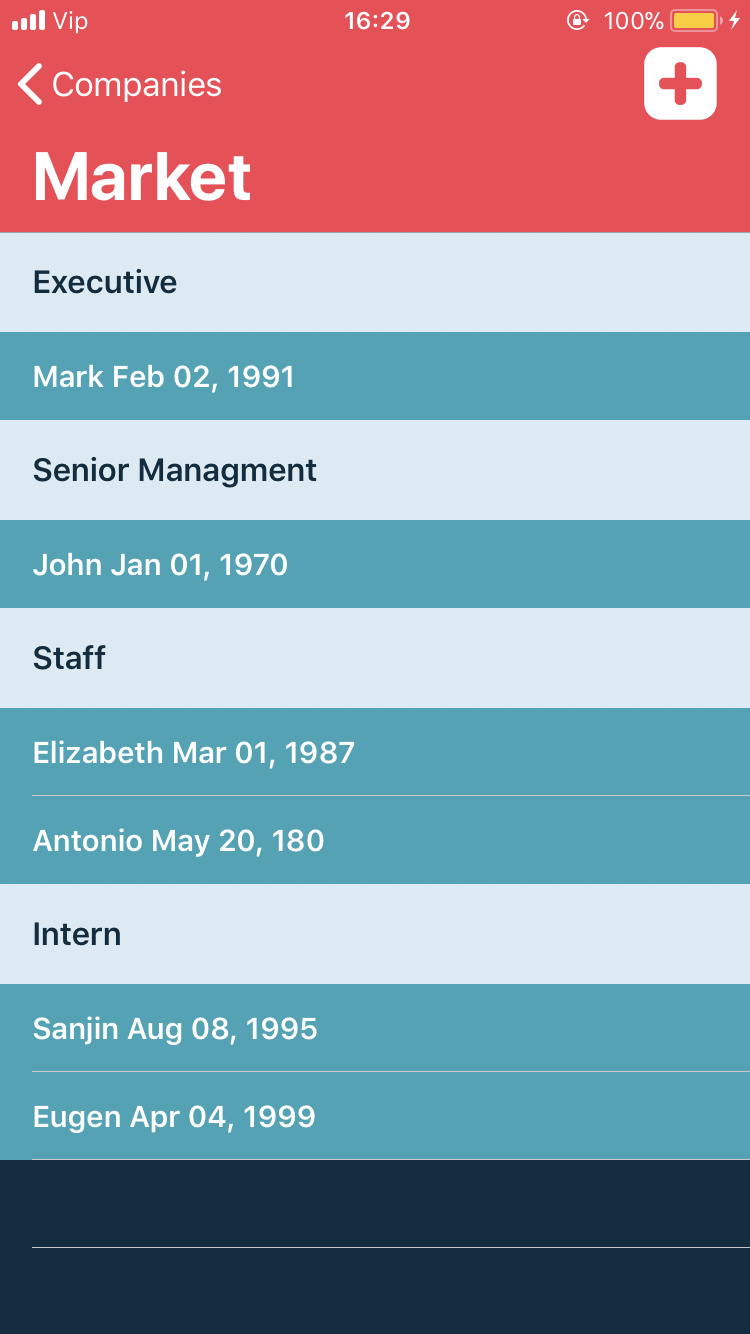 Vip 16:29 100%
Companies
Market
Executive
Mark Feb 02, 1991
Senior Managment
John Jan 01, 1970
Staff
Elizabeth Mar 01, 1987
Antonio May 20, 180
Intern
Sanjin Aug 08, 1995
Eugen Apr 04, 1999